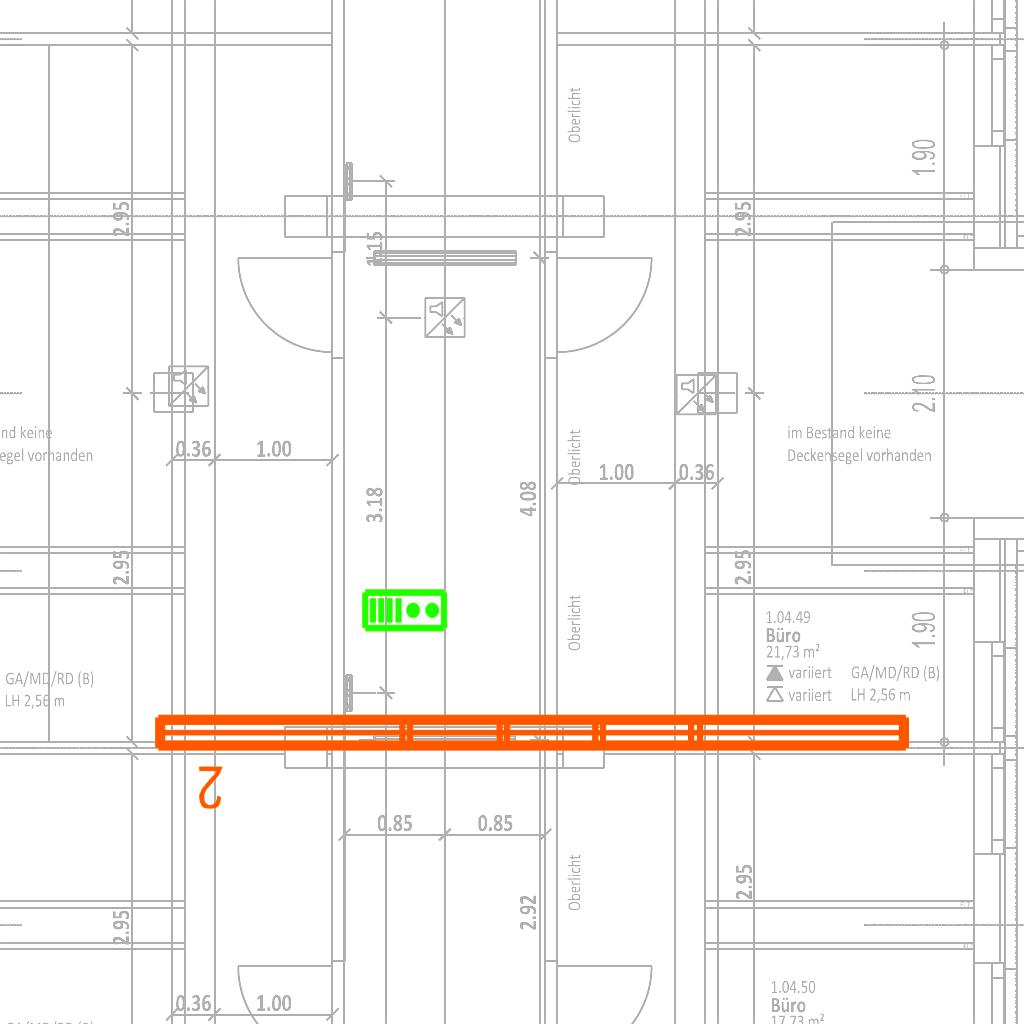 Oberlicht
1.90
2.95
2.95
2.10
nd keine
egel vorhanden
im Bestand keine
Deckensegel vorhanden
0.36
1.00
Oberlicht
1.00
0.36
3.18
4.08
2.95
2.95
Oberlicht
1.04.49
Büro
21,73 m²
variiert
GA/MD/RD (B)
variiert
LH 2,56 m
1.90
GA/MD/RD (B)
LH 2,56 m
2
0.85
0.85
Oberlicht
2.95
2.92
2.95
0.36
1.00
1.04.50
Büro
17,73 m²